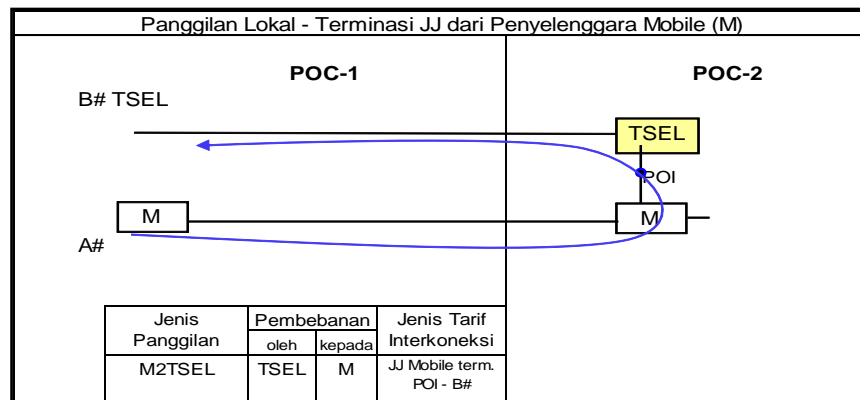 Panggilan Lokal - Terminasi JJ dari Penyelenggara Mobile (M)
POC-1
POC-2
B# TSEL
TSEL
POI
M
M
A#
Jenis Panggilan
Pembebanan
oleh
kepada
Jenis Tarif Interkoneksi
M2TSEL
TSEL
M
JJ Mobile term.
POI - B#